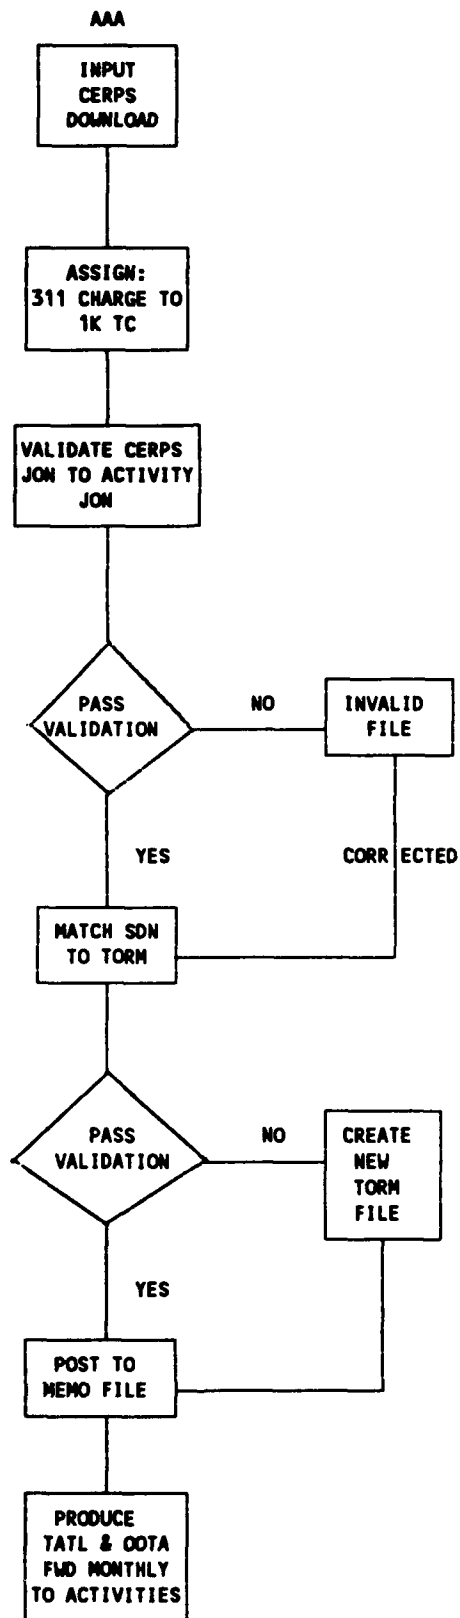 AAA
INPUT
CERPS
DOWNLOAD
ASSIGN:
311 CHARGE TO
1K TC
VALIDATE CERPS
JON TO ACTIVITY
JON
PASS
VALIDATION
NO
INVALID
FILE
YES
CORRECTED
MATCH SDN
TO TORM
PASS
VALIDATION
NO
CREATE
NEW
TORM
FILE
YES
POST TO
MEMO FILE
PRODUCE
TATL & OOTA
FWD MONTHLY
TO ACTIVITIES